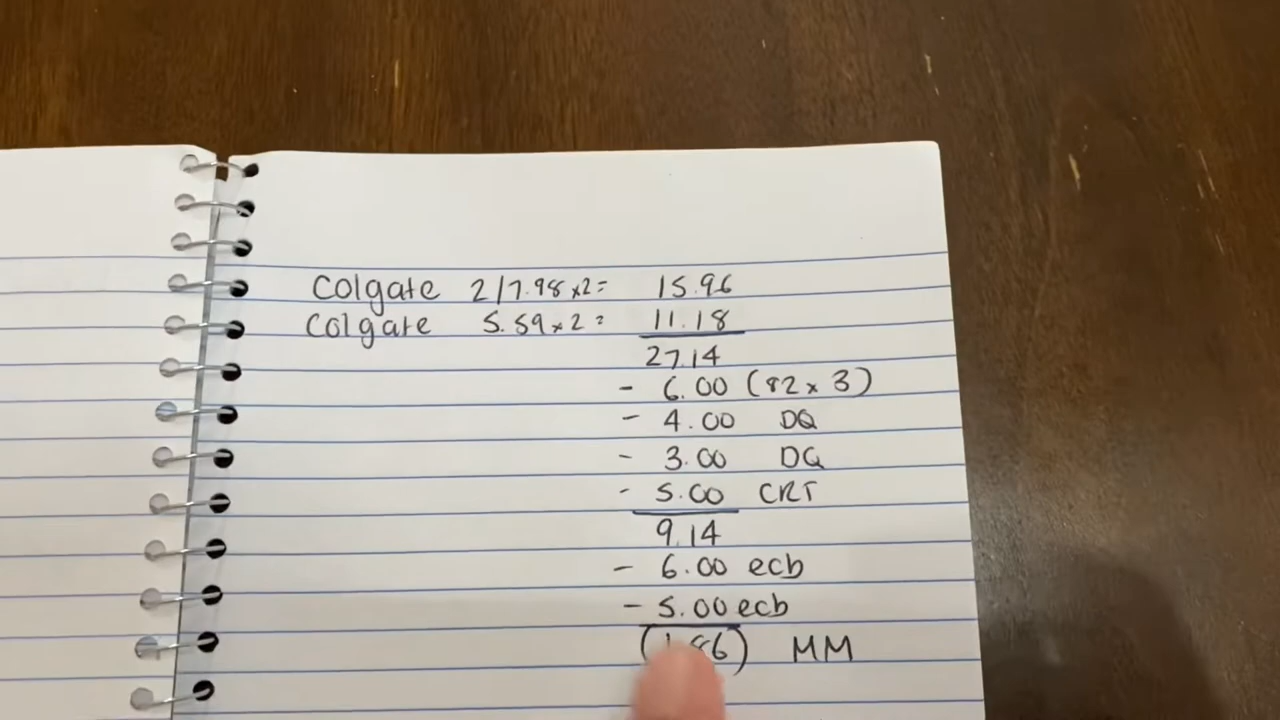 Colgate 2/7.98 x2= 15.96
Colgate 5.59 x 2 = 11.18
27.14
- 6.00 (82 x 3)
- 4.00 DQ
- 3.00 DQ
- 5.00 CRT
9.14
- 6.00 ecb
- 5.00 ecb
MM